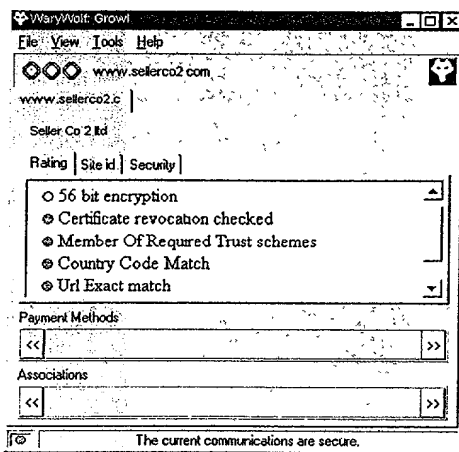 WaryWolf: Growl
File View Tools Help
www.sellerco2.com
www.sellerco2.c
Seller Co 2 ltd
Rating Site id Security
56 bit encryption
Certificate revocation checked
Member Of Required Trust schemes
Country Code Match
Url Exact match
Payment Methods
<< >>
Associations
<< >>
The current communications are secure.